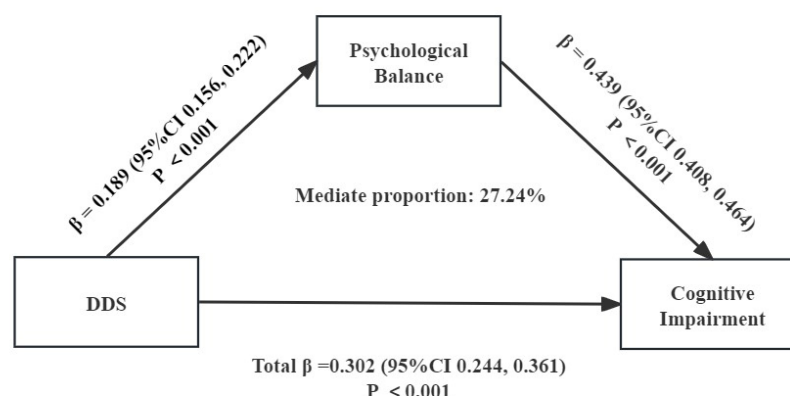 Psychological
Balance
β = 0.189 (95%CI 0.156, 0.222)
P < 0.001
β = 0.439 (95%CI 0.408, 0.464)
P < 0.001
Mediate proportion: 27.24%
DDS
Cognitive
Impairment
Total β =0.302 (95%CI 0.244, 0.361)
P < 0.001